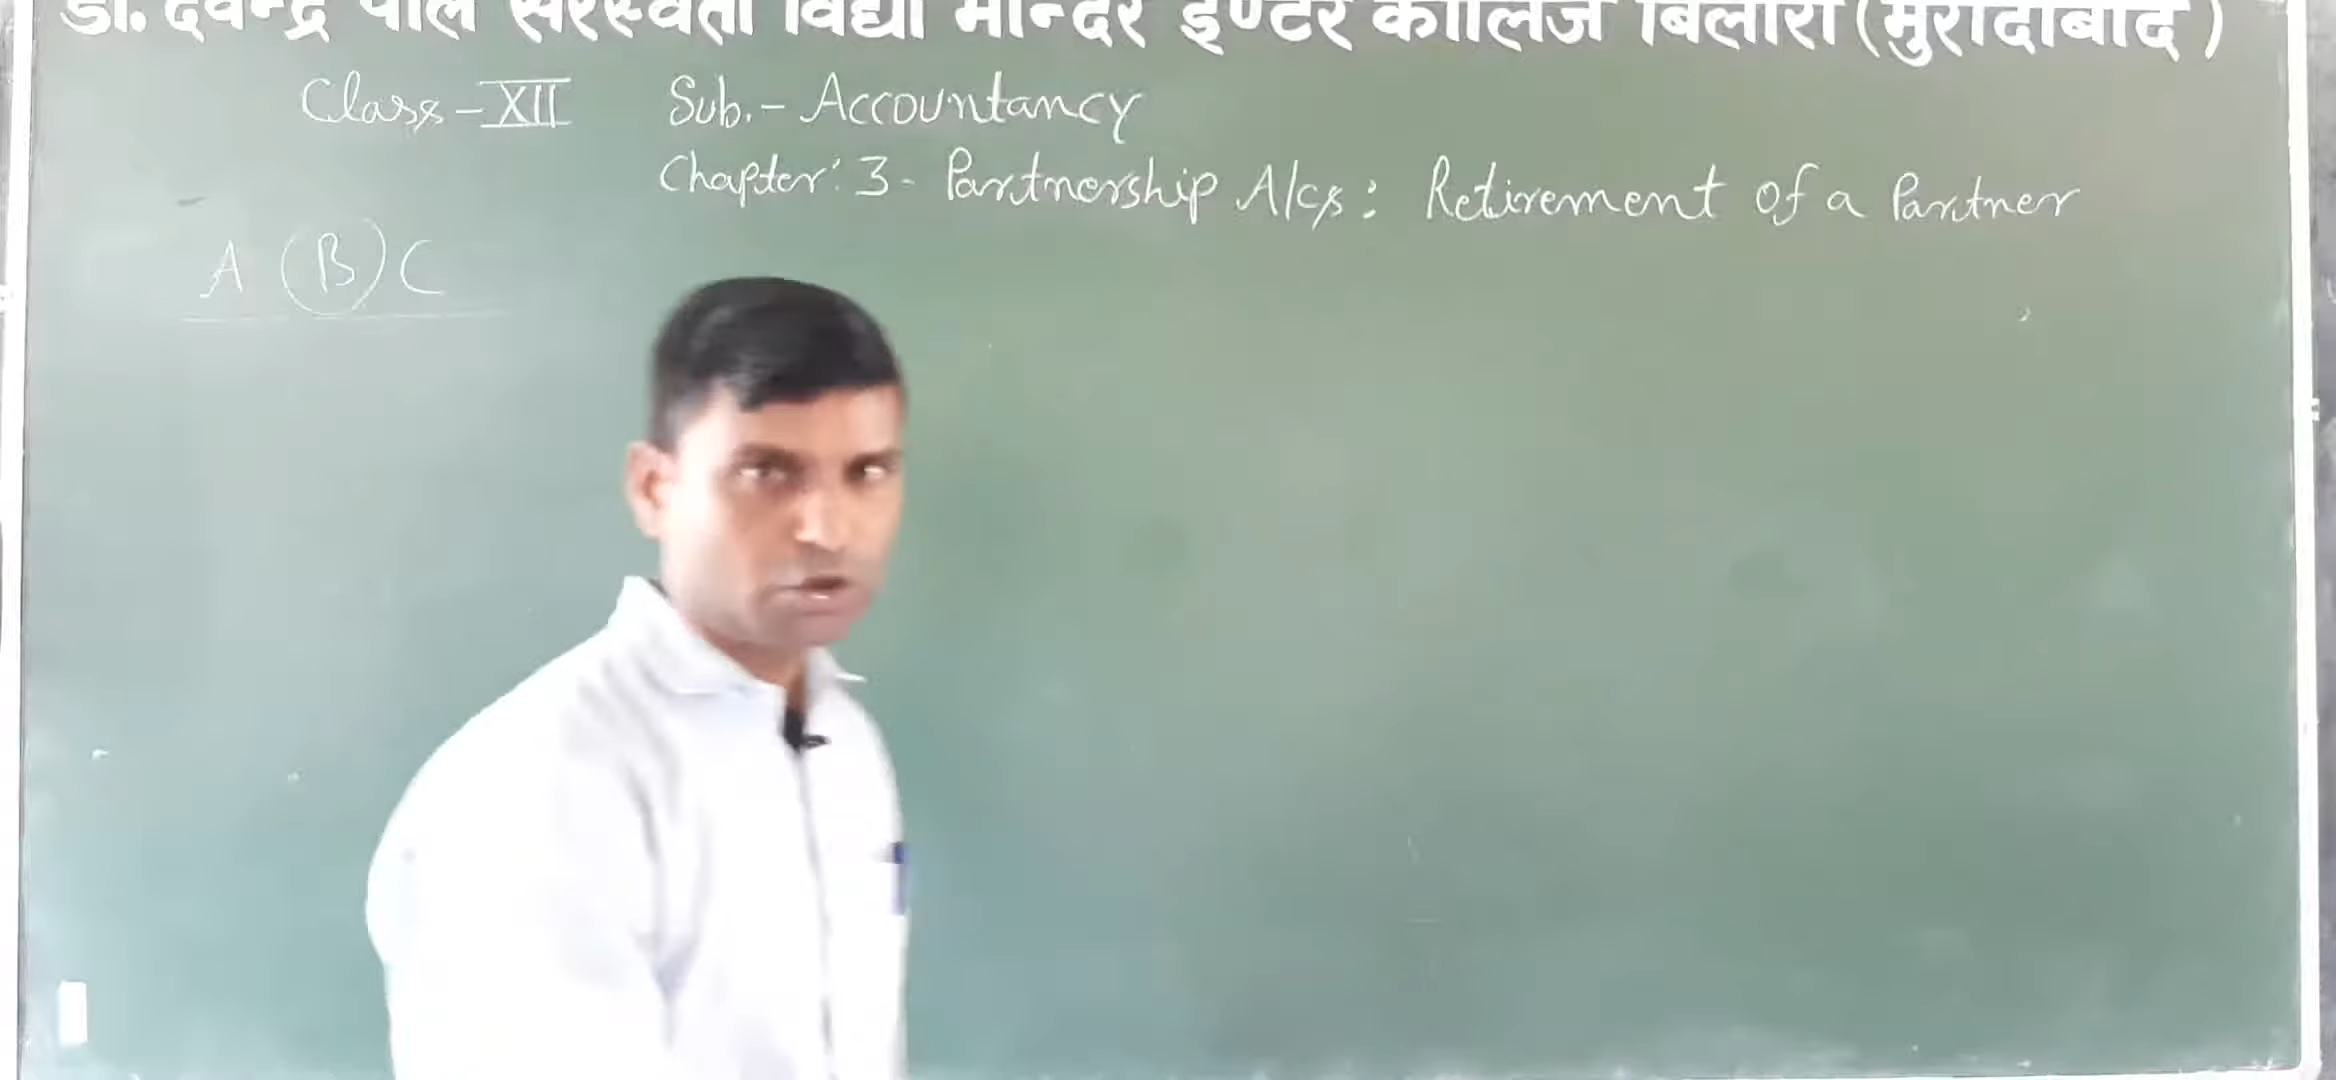 डा. देवेन्द्र पाल सरस्वती विद्या मन्दिर इण्टर कॉलिज बिलारी (मुरादाबाद)
Class - XII Sub. - Accountancy
Chapter: 3 - Partnership A/cs: Retirement of a Partner
A (B) C